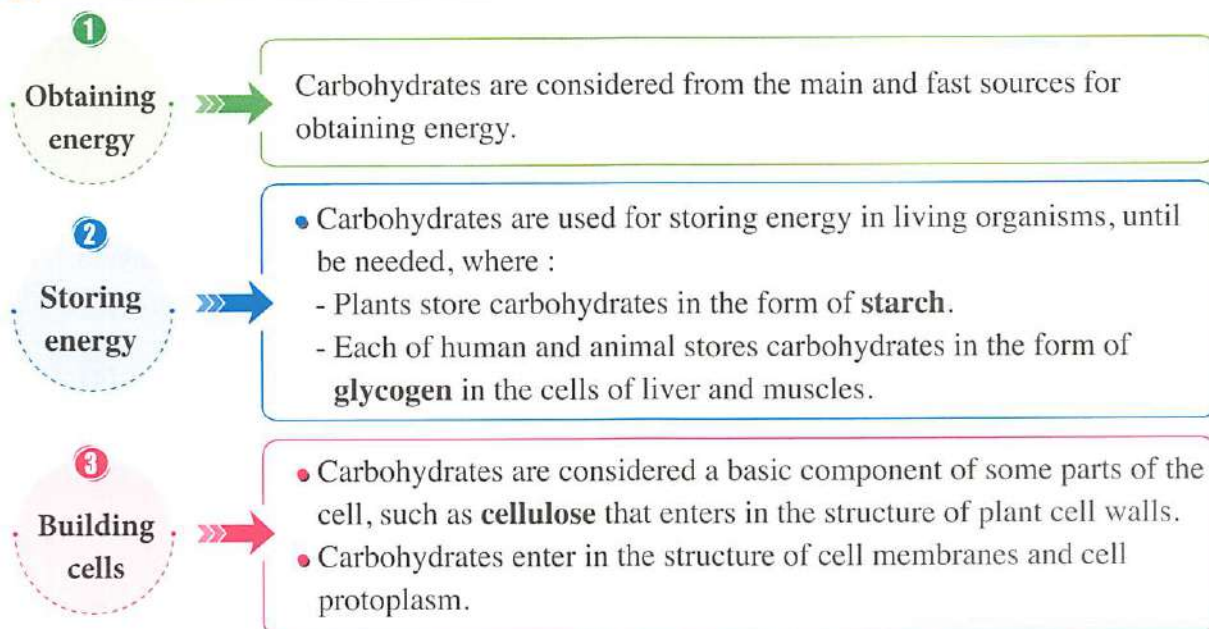 1
Obtaining
energy
Carbohydrates are considered from the main and fast sources for
obtaining energy.
2
Storing
energy
• Carbohydrates are used for storing energy in living organisms, until
be needed, where :
- Plants store carbohydrates in the form of starch.
- Each of human and animal stores carbohydrates in the form of
glycogen in the cells of liver and muscles.
3
Building
cells
• Carbohydrates are considered a basic component of some parts of the
cell, such as cellulose that enters in the structure of plant cell walls.
• Carbohydrates enter in the structure of cell membranes and cell
protoplasm.